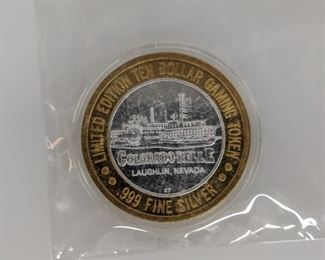 LIMITED EDITION TEN DOLLAR GAMING TOKEN
COLORADO BELLE
LAUGHLIN, NEVADA
.999 FINE SILVER